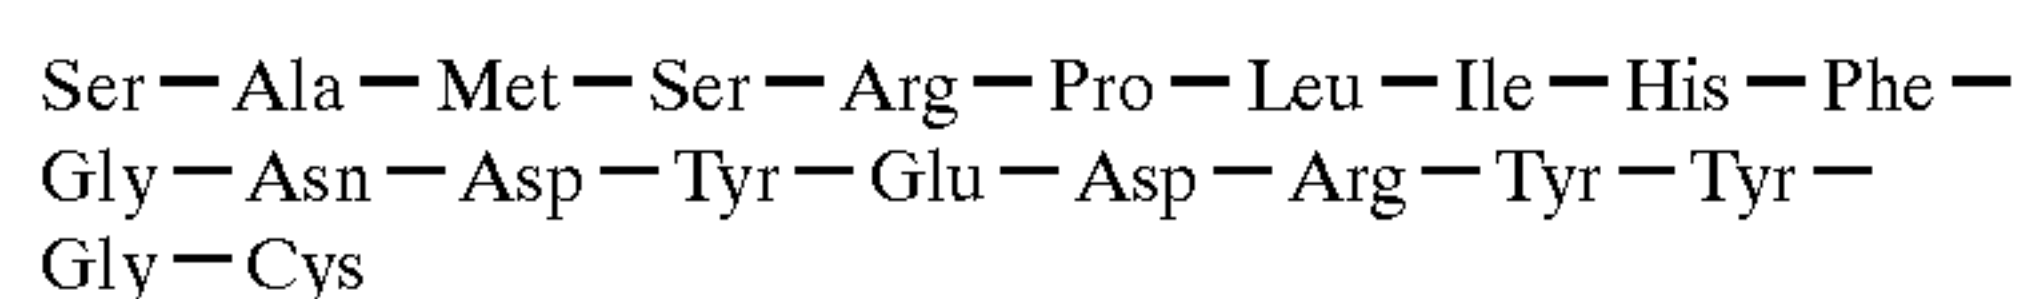 Ser — Ala — Met — Ser — Arg — Pro — Leu — Ile — His — Phe —
Gly — Asn — Asp — Tyr — Glu — Asp — Arg — Tyr — Tyr —
Gly — Cys